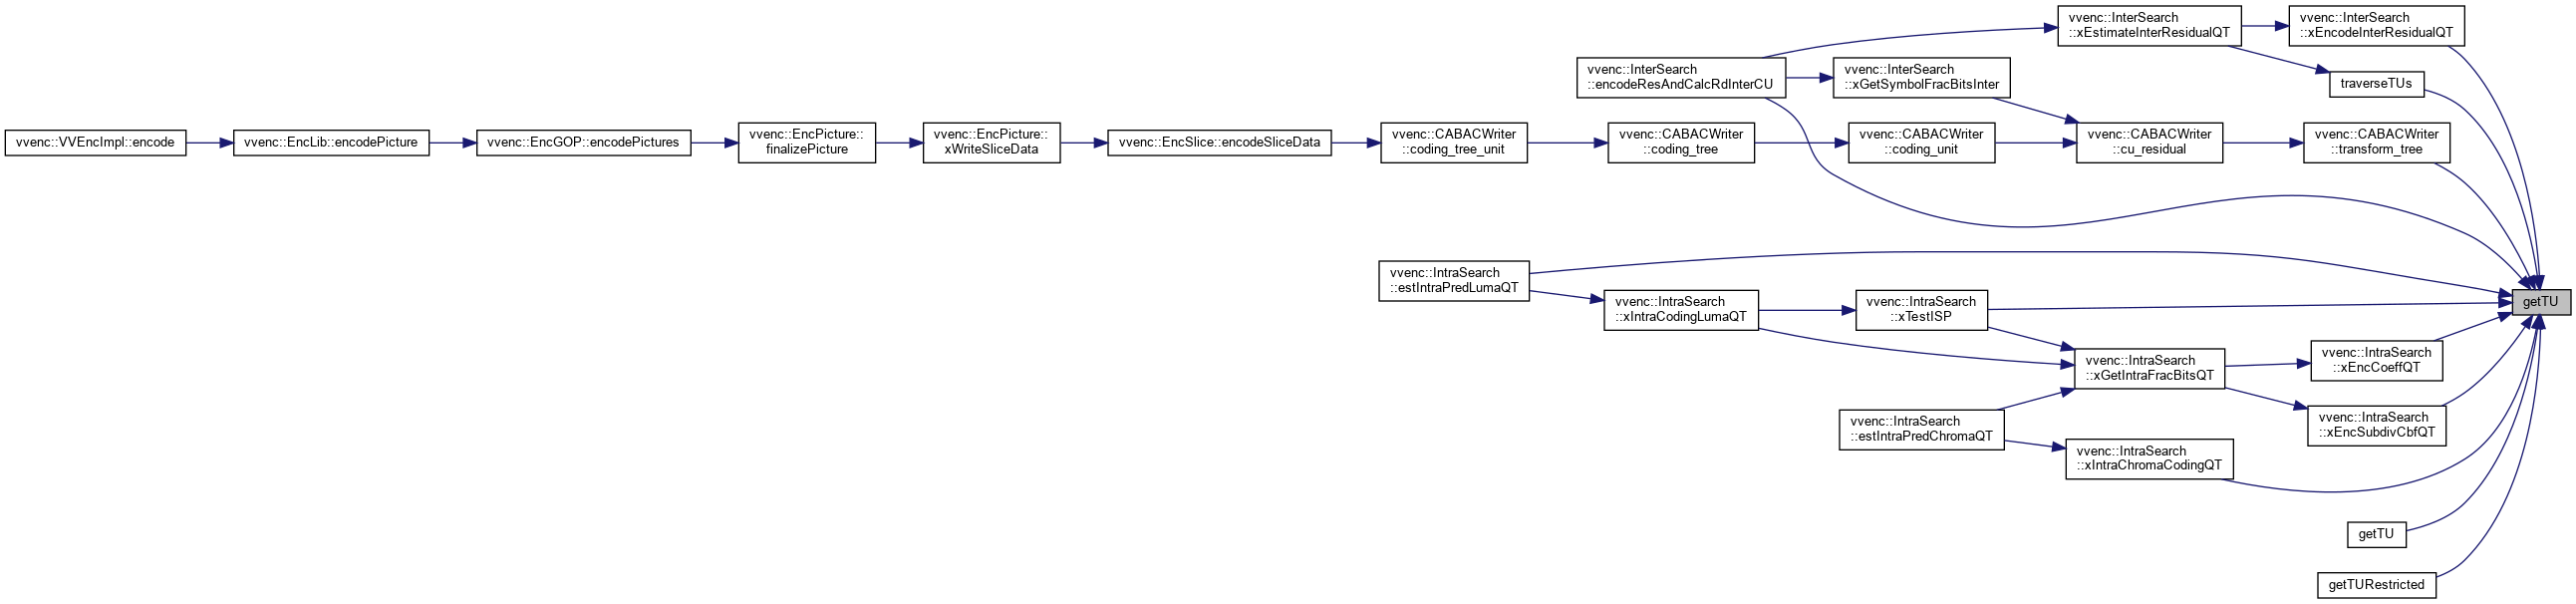 vvenc::InterSearch
::xEstimateInterResidualQT
vvenc::InterSearch
::xEncodeInterResidualQT
vvenc::InterSearch
::encodeResAndCalcRdInterCU
vvenc::InterSearch
::xGetSymbolFracBitsInter
traverseTUs
vvenc::VVEncImpl::encode
vvenc::EncLib::encodePicture
vvenc::EncGOP::encodePictures
vvenc::EncPicture::
finalizePicture
vvenc::EncPicture::
xWriteSliceData
vvenc::EncSlice::encodeSliceData
vvenc::CABACWriter
::coding_tree_unit
vvenc::CABACWriter
::coding_tree
vvenc::CABACWriter
::coding_unit
vvenc::CABACWriter
::cu_residual
vvenc::CABACWriter
::transform_tree
vvenc::IntraSearch
::estIntraPredLumaQT
vvenc::IntraSearch
::xIntraCodingLumaQT
vvenc::IntraSearch
::xTestISP
getTU
vvenc::IntraSearch
::xGetIntraFracBitsQT
vvenc::IntraSearch
::xEncCoeffQT
vvenc::IntraSearch
::estIntraPredChromaQT
vvenc::IntraSearch
::xEncSubdivCbfQT
vvenc::IntraSearch
::xIntraChromaCodingQT
getTU
getTURestricted